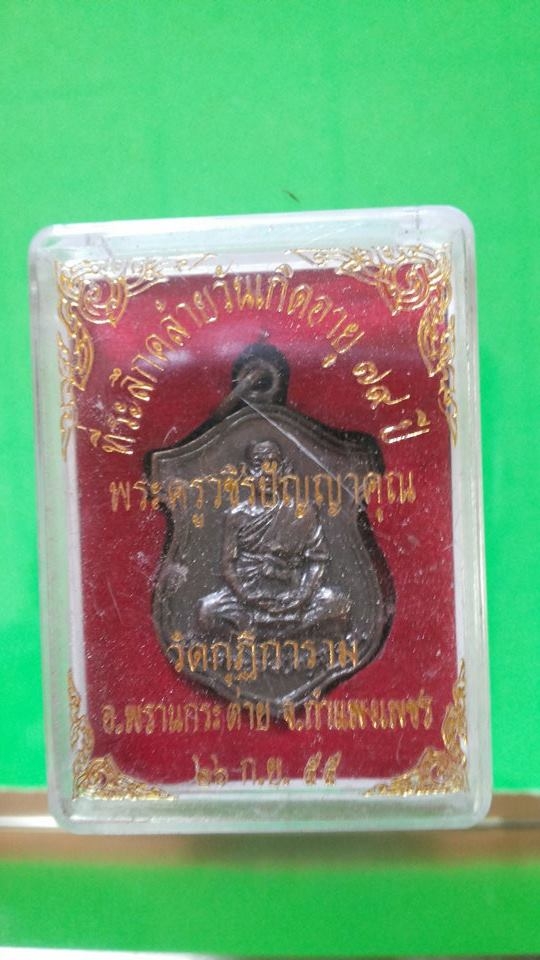 ที่ระลึกคล้ายวันเกิดอายุ ๗๙ ปี
พระครูวชิรปัญญาคุณ
วัดกุฏิการาม
อ.พรานกระต่าย จ.กำแพงเพชร
๒๖ ก.ย. ๕๕